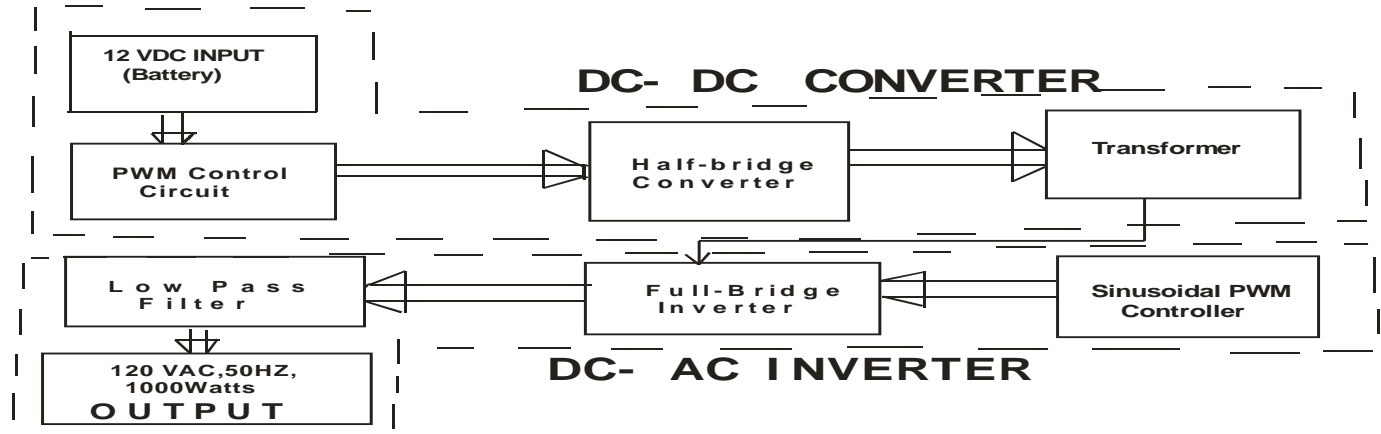 12 VDC INPUT
(Battery)
DC- DC CONVERTER
PWM Control
Circuit
Half-bridge
Converter
Transformer
Low Pass
Filter
Full-Bridge
Inverter
Sinusoidal PWM
Controller
120 VAC,50HZ,
1000Watts
OUTPUT
DC- AC INVERTER